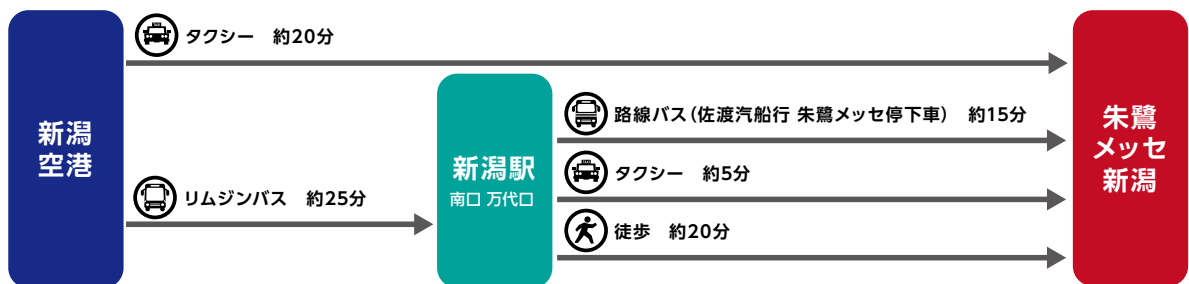 新潟
空港
タクシー 約20分
リムジンバス 約25分
新潟駅
南口 万代口
路線バス(佐渡汽船行 朱鷺メッセ停下車) 約15分
タクシー 約5分
徒歩 約20分
朱鷺
メッセ
新潟